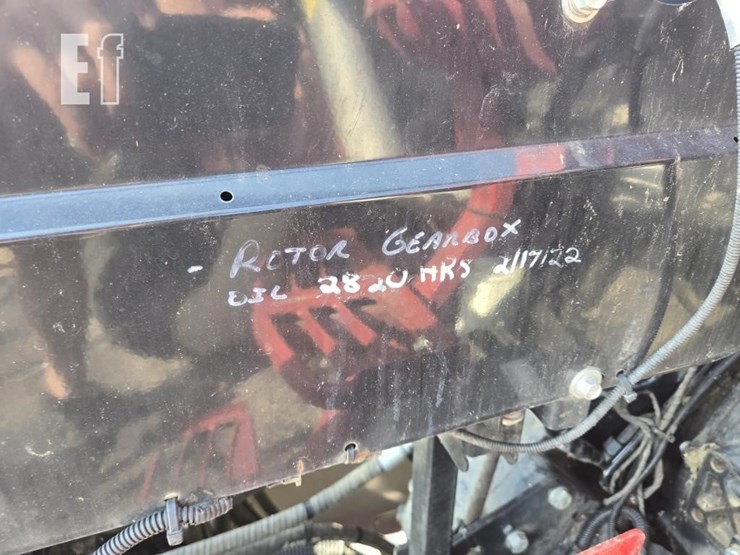 Ef
- ROTOR GEARBOX
OIL 2820 HRS 2/17/22